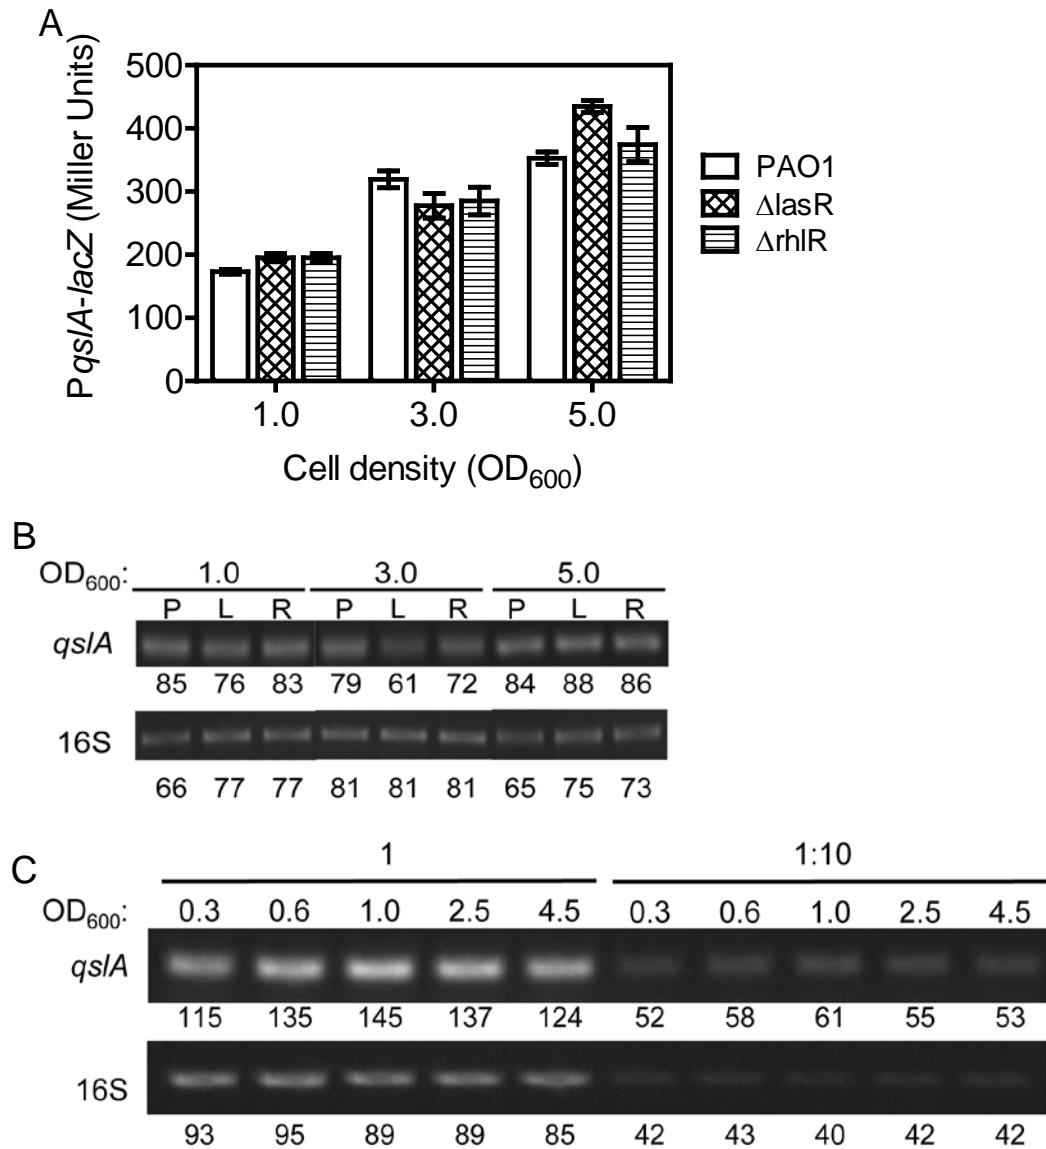 A
PqslA-lacZ (Miller Units)
500
400
300
200
100
0
1.0 3.0 5.0
Cell density (OD600)
PAO1
ΔlasR
ΔrhlR
B
OD600: 1.0 3.0 5.0
P L R P L R P L R
qslA
85 76 83 79 61 72 84 88 86
16S
66 77 77 81 81 81 65 75 73
C
1 1:10
OD600: 0.3 0.6 1.0 2.5 4.5 0.3 0.6 1.0 2.5 4.5
qslA
115 135 145 137 124 52 58 61 55 53
16S
93 95 89 89 85 42 43 40 42 42